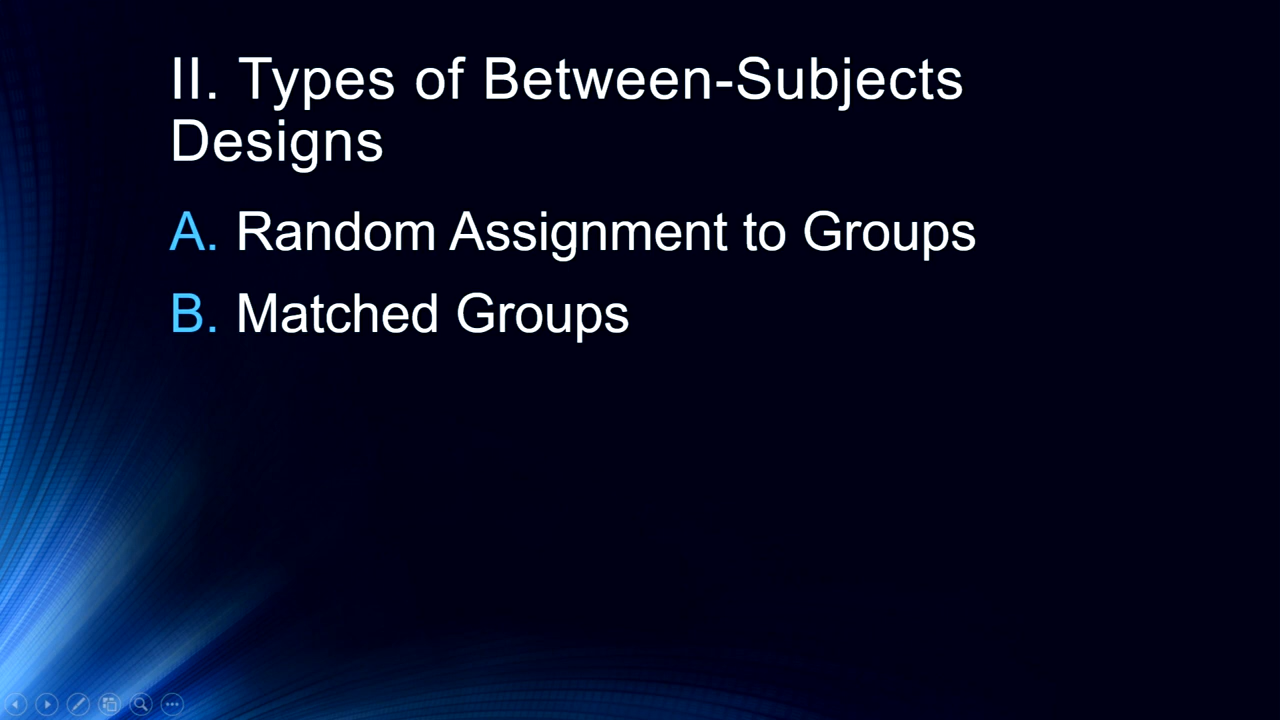 II. Types of Between-Subjects
Designs
A. Random Assignment to Groups
B. Matched Groups